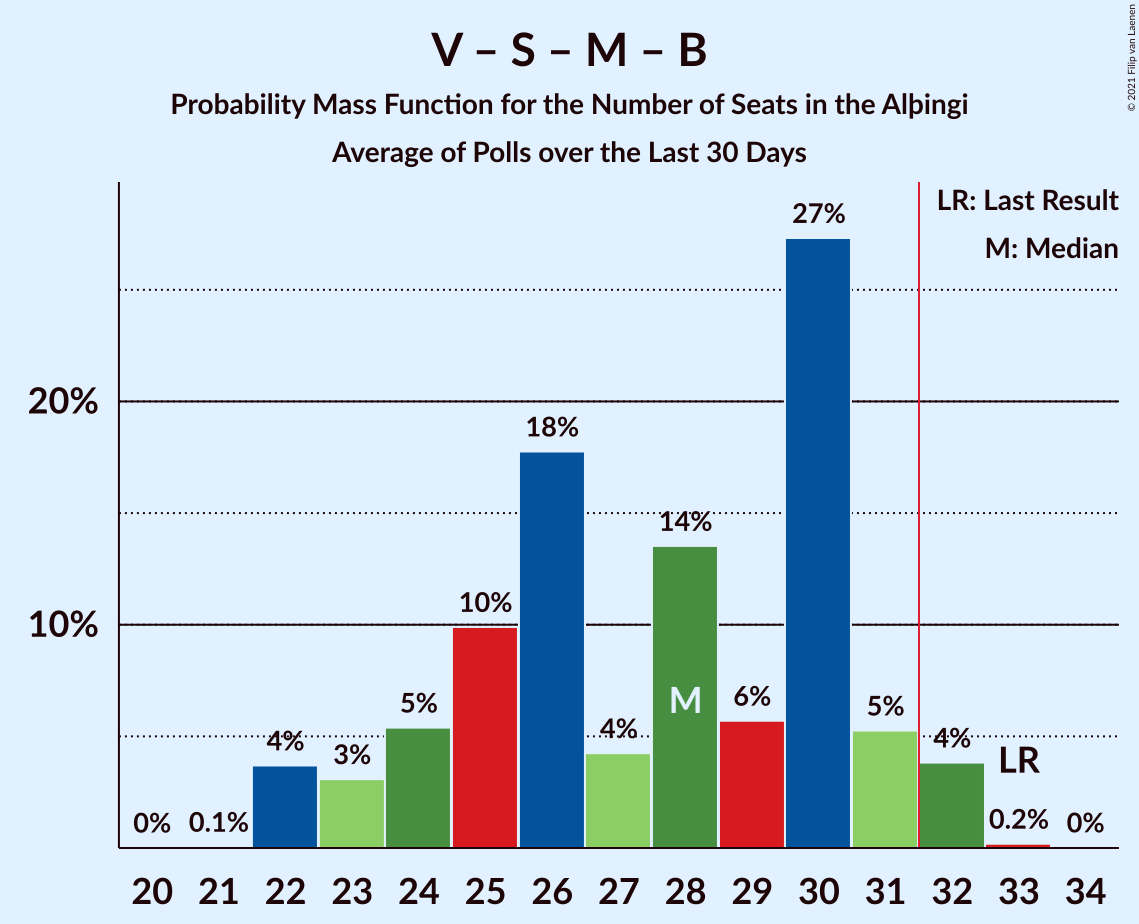 V – S – M – B
Probability Mass Function for the Number of Seats in the Alþingi
Average of Polls over the Last 30 Days
© 2021 Filip van Laenen
LR: Last Result
M: Median
27%
20%
18%
14%
10%
10%
6%
5%
5%
4%
4%
4%
3%
M
LR
0%
0.1%
0.2%
0%
20 21 22 23 24 25 26 27 28 29 30 31 32 33 34